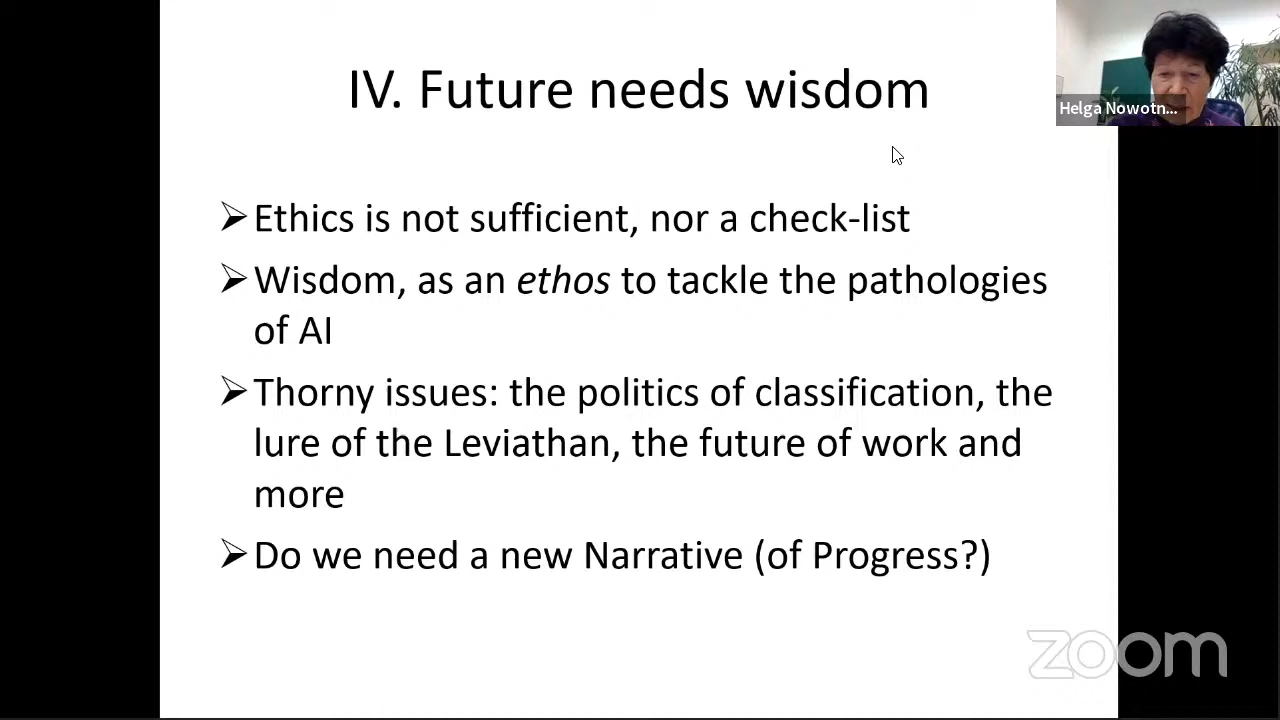 IV. Future needs wisdom
Helga Nowotn...
➢Ethics is not sufficient, nor a check-list
➢Wisdom, as an ethos to tackle the pathologies
of AI
➢Thorny issues: the politics of classification, the
lure of the Leviathan, the future of work and
more
➢Do we need a new Narrative (of Progress?)
zoom